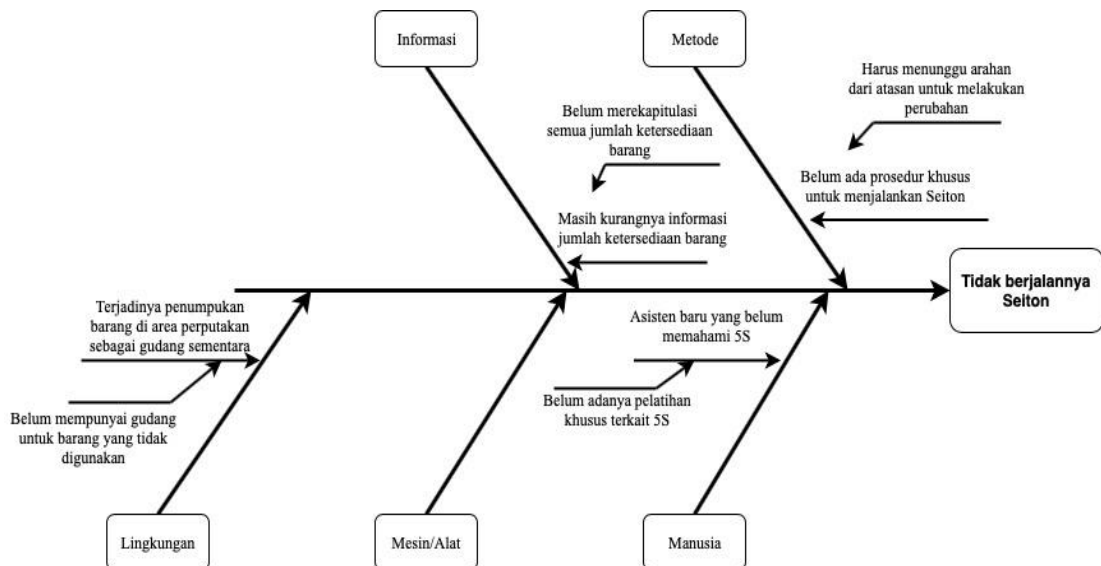 Informasi
Metode
Harus menunggu arahan
dari atasan untuk melakukan
perubahan
Belum merekapitulasi
semua jumlah ketersediaan
barang
Belum ada prosedur khusus
untuk menjalankan Seiton
Masih kurangnya informasi
jumlah ketersediaan barang
Tidak berjalannya
Seiton
Terjadinya penumpukan
barang di area perputakan
sebagai gudang sementara
Asisten baru yang belum
memahami 5S
Belum mempunyai gudang
untuk barang yang tidak
digunakan
Belum adanya pelatihan
khusus terkait 5S
Lingkungan
Mesin/Alat
Manusia